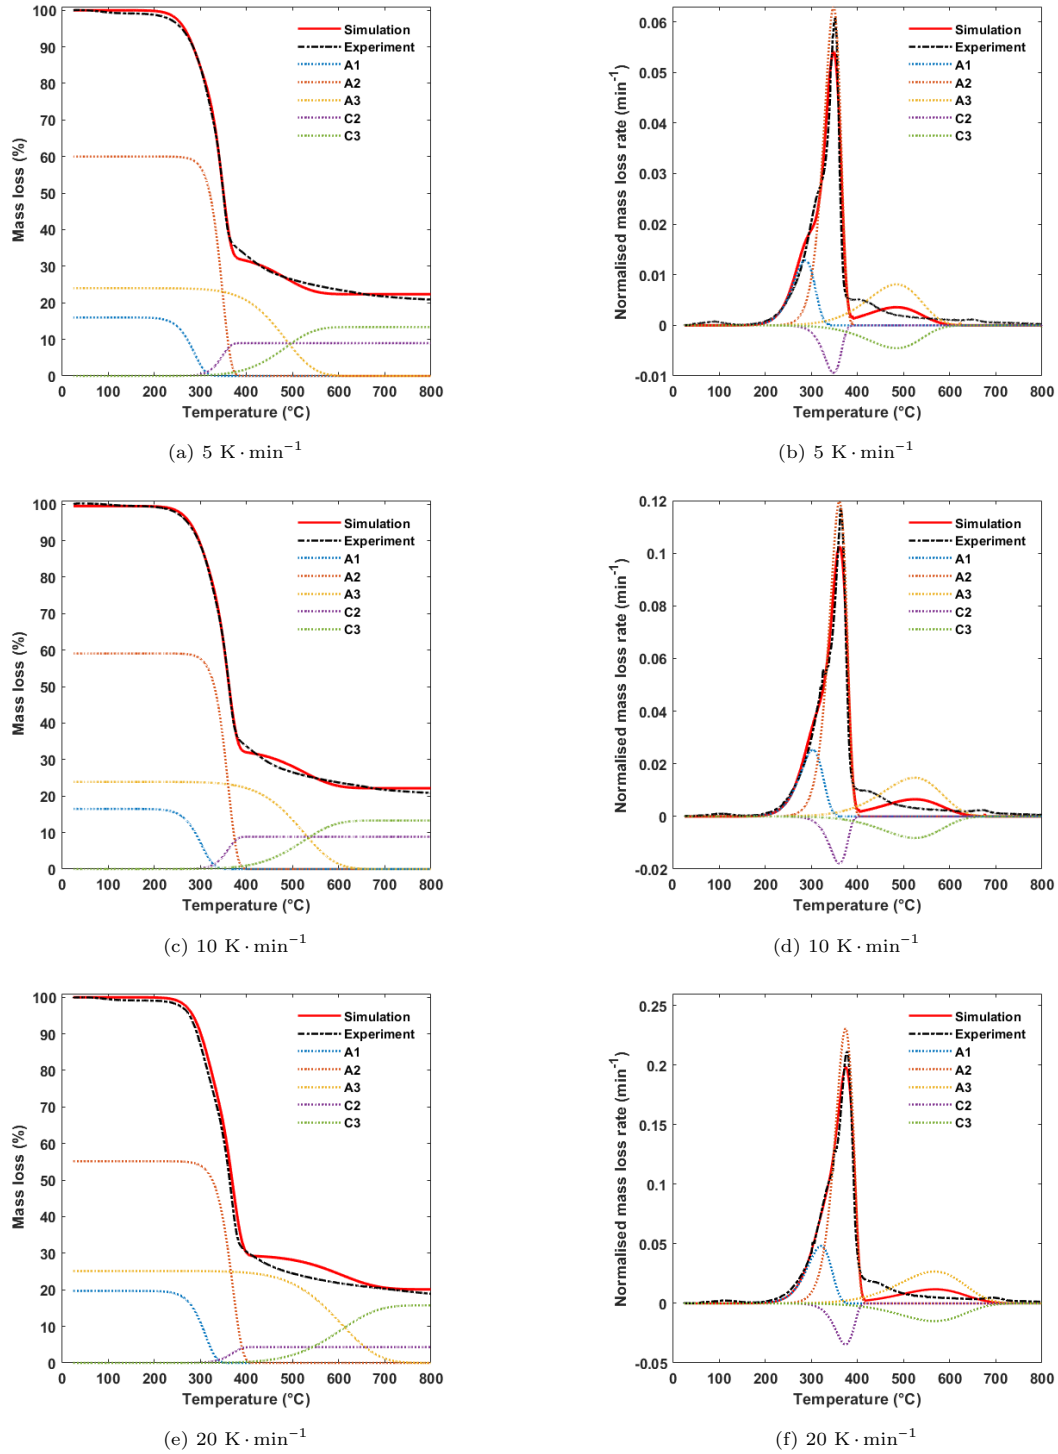 100
90
80
70
60
50
40
30
20
10
0
Mass loss (%)
Simulation
Experiment
A1
A2
A3
C2
C3
0 100 200 300 400 500 600 700 800
Temperature (°C)
(a) 5 K · min⁻¹
0.06
0.05
0.04
0.03
0.02
0.01
0
-0.01
Normalised mass loss rate (min⁻¹)
Simulation
Experiment
A1
A2
A3
C2
C3
0 100 200 300 400 500 600 700 800
Temperature (°C)
(b) 5 K · min⁻¹
100
90
80
70
60
50
40
30
20
10
0
Mass loss (%)
Simulation
Experiment
A1
A2
A3
C2
C3
0 100 200 300 400 500 600 700 800
Temperature (°C)
(c) 10 K · min⁻¹
0.12
0.1
0.08
0.06
0.04
0.02
0
-0.02
Normalised mass loss rate (min⁻¹)
Simulation
Experiment
A1
A2
A3
C2
C3
0 100 200 300 400 500 600 700 800
Temperature (°C)
(d) 10 K · min⁻¹
100
90
80
70
60
50
40
30
20
10
0
Mass loss (%)
Simulation
Experiment
A1
A2
A3
C2
C3
0 100 200 300 400 500 600 700 800
Temperature (°C)
(e) 20 K · min⁻¹
0.25
0.2
0.15
0.1
0.05
0
-0.05
Normalised mass loss rate (min⁻¹)
Simulation
Experiment
A1
A2
A3
C2
C3
0 100 200 300 400 500 600 700 800
Temperature (°C)
(f) 20 K · min⁻¹